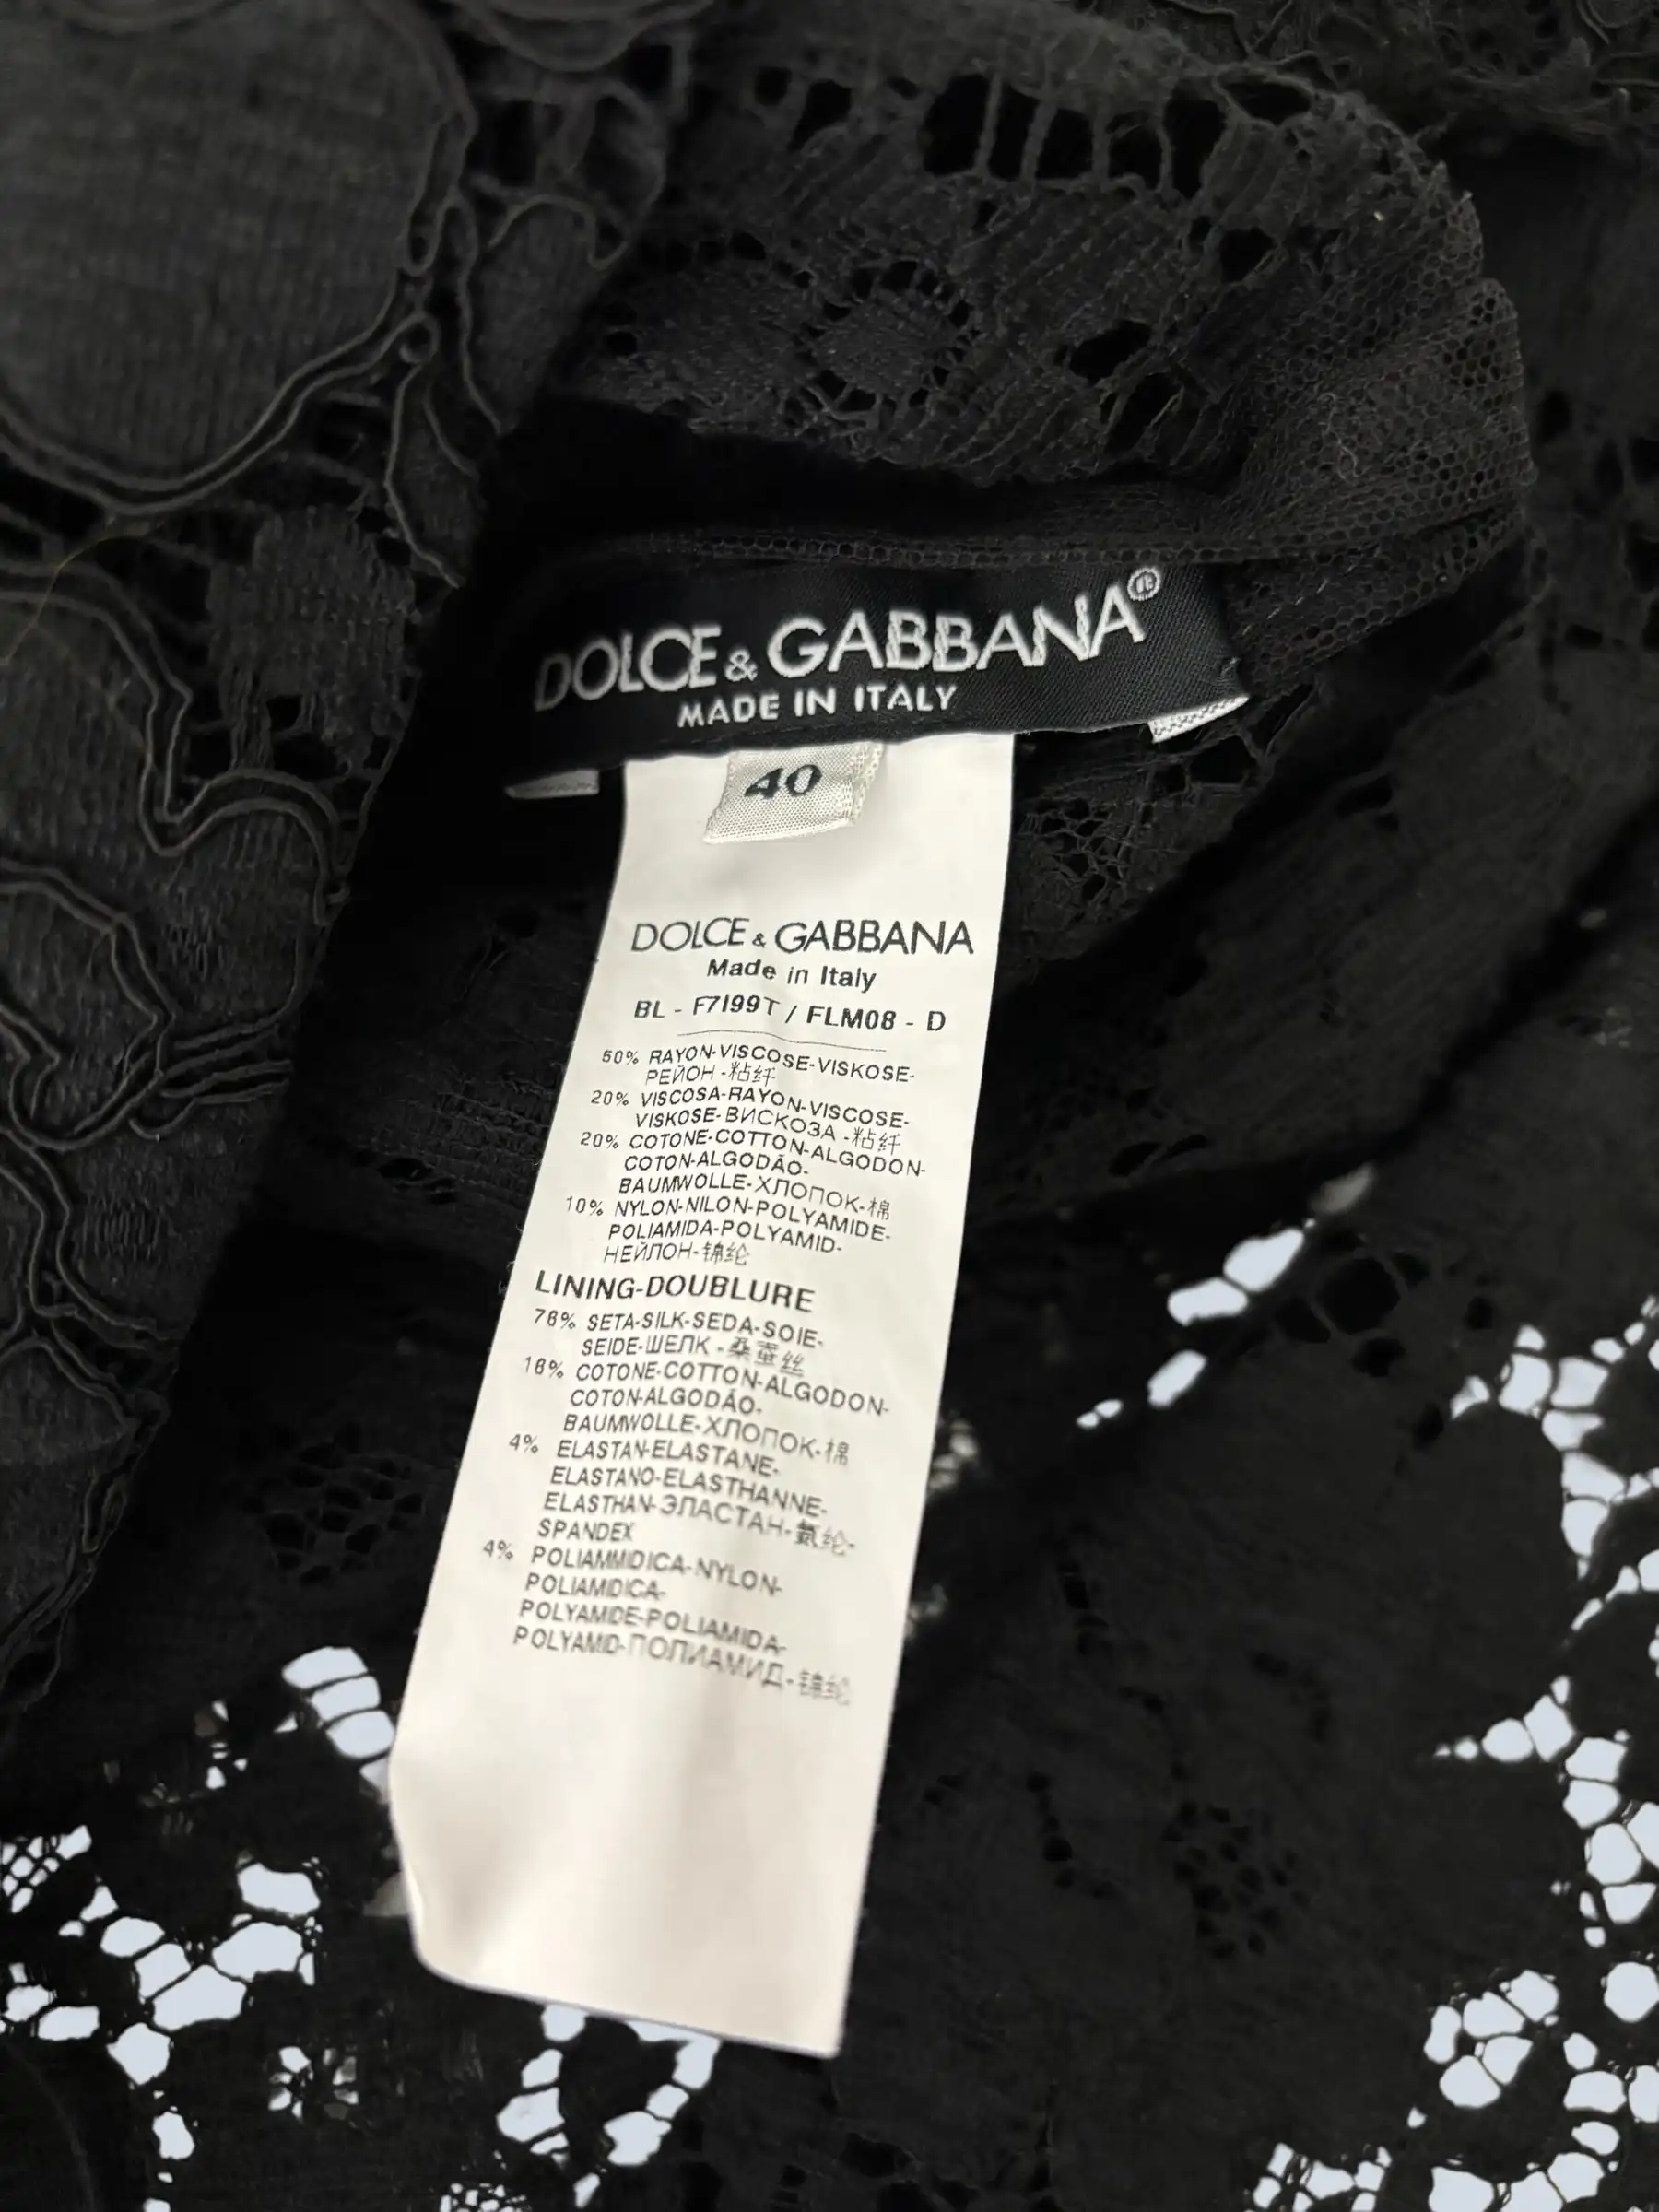 DOLCE & GABBANA®
MADE IN ITALY
40
DOLCE & GABBANA
Made in Italy
BL - F7I99T / FLM08 - D
50% RAYON-VISCOSE-VISKOSE-
РЕЙОН -粘纤
20% VISCOSA-RAYON-VISCOSE-
VISKOSE-ВИСКОЗА -粘纤
20% COTONE-COTTON-ALGODON-
COTON-ALGODÃO-
BAUMWOLLE-ХЛОПОК-棉
10% NYLON-NILON-POLYAMIDE-
POLIAMIDA-POLYAMID-
НЕЙЛОН-锦纶
LINING-DOUBLURE
76% SETA-SILK-SEDA-SOIE-
SEIDE-ШЕЛК -桑蚕丝
16% COTONE-COTTON-ALGODON-
COTON-ALGODÃO-
BAUMWOLLE-ХЛОПОК-棉
4% ELASTAN-ELASTANE-
ELASTANO-ELASTHANNE-
ELASTHAN-ЭЛАСТАН-氨纶-
SPANDEX
4% POLIAMMIDICA-NYLON-
POLIAMIDICA-
POLYAMIDE-POLIAMIDA-
POLYAMID-ПОЛИАМИД-锦纶